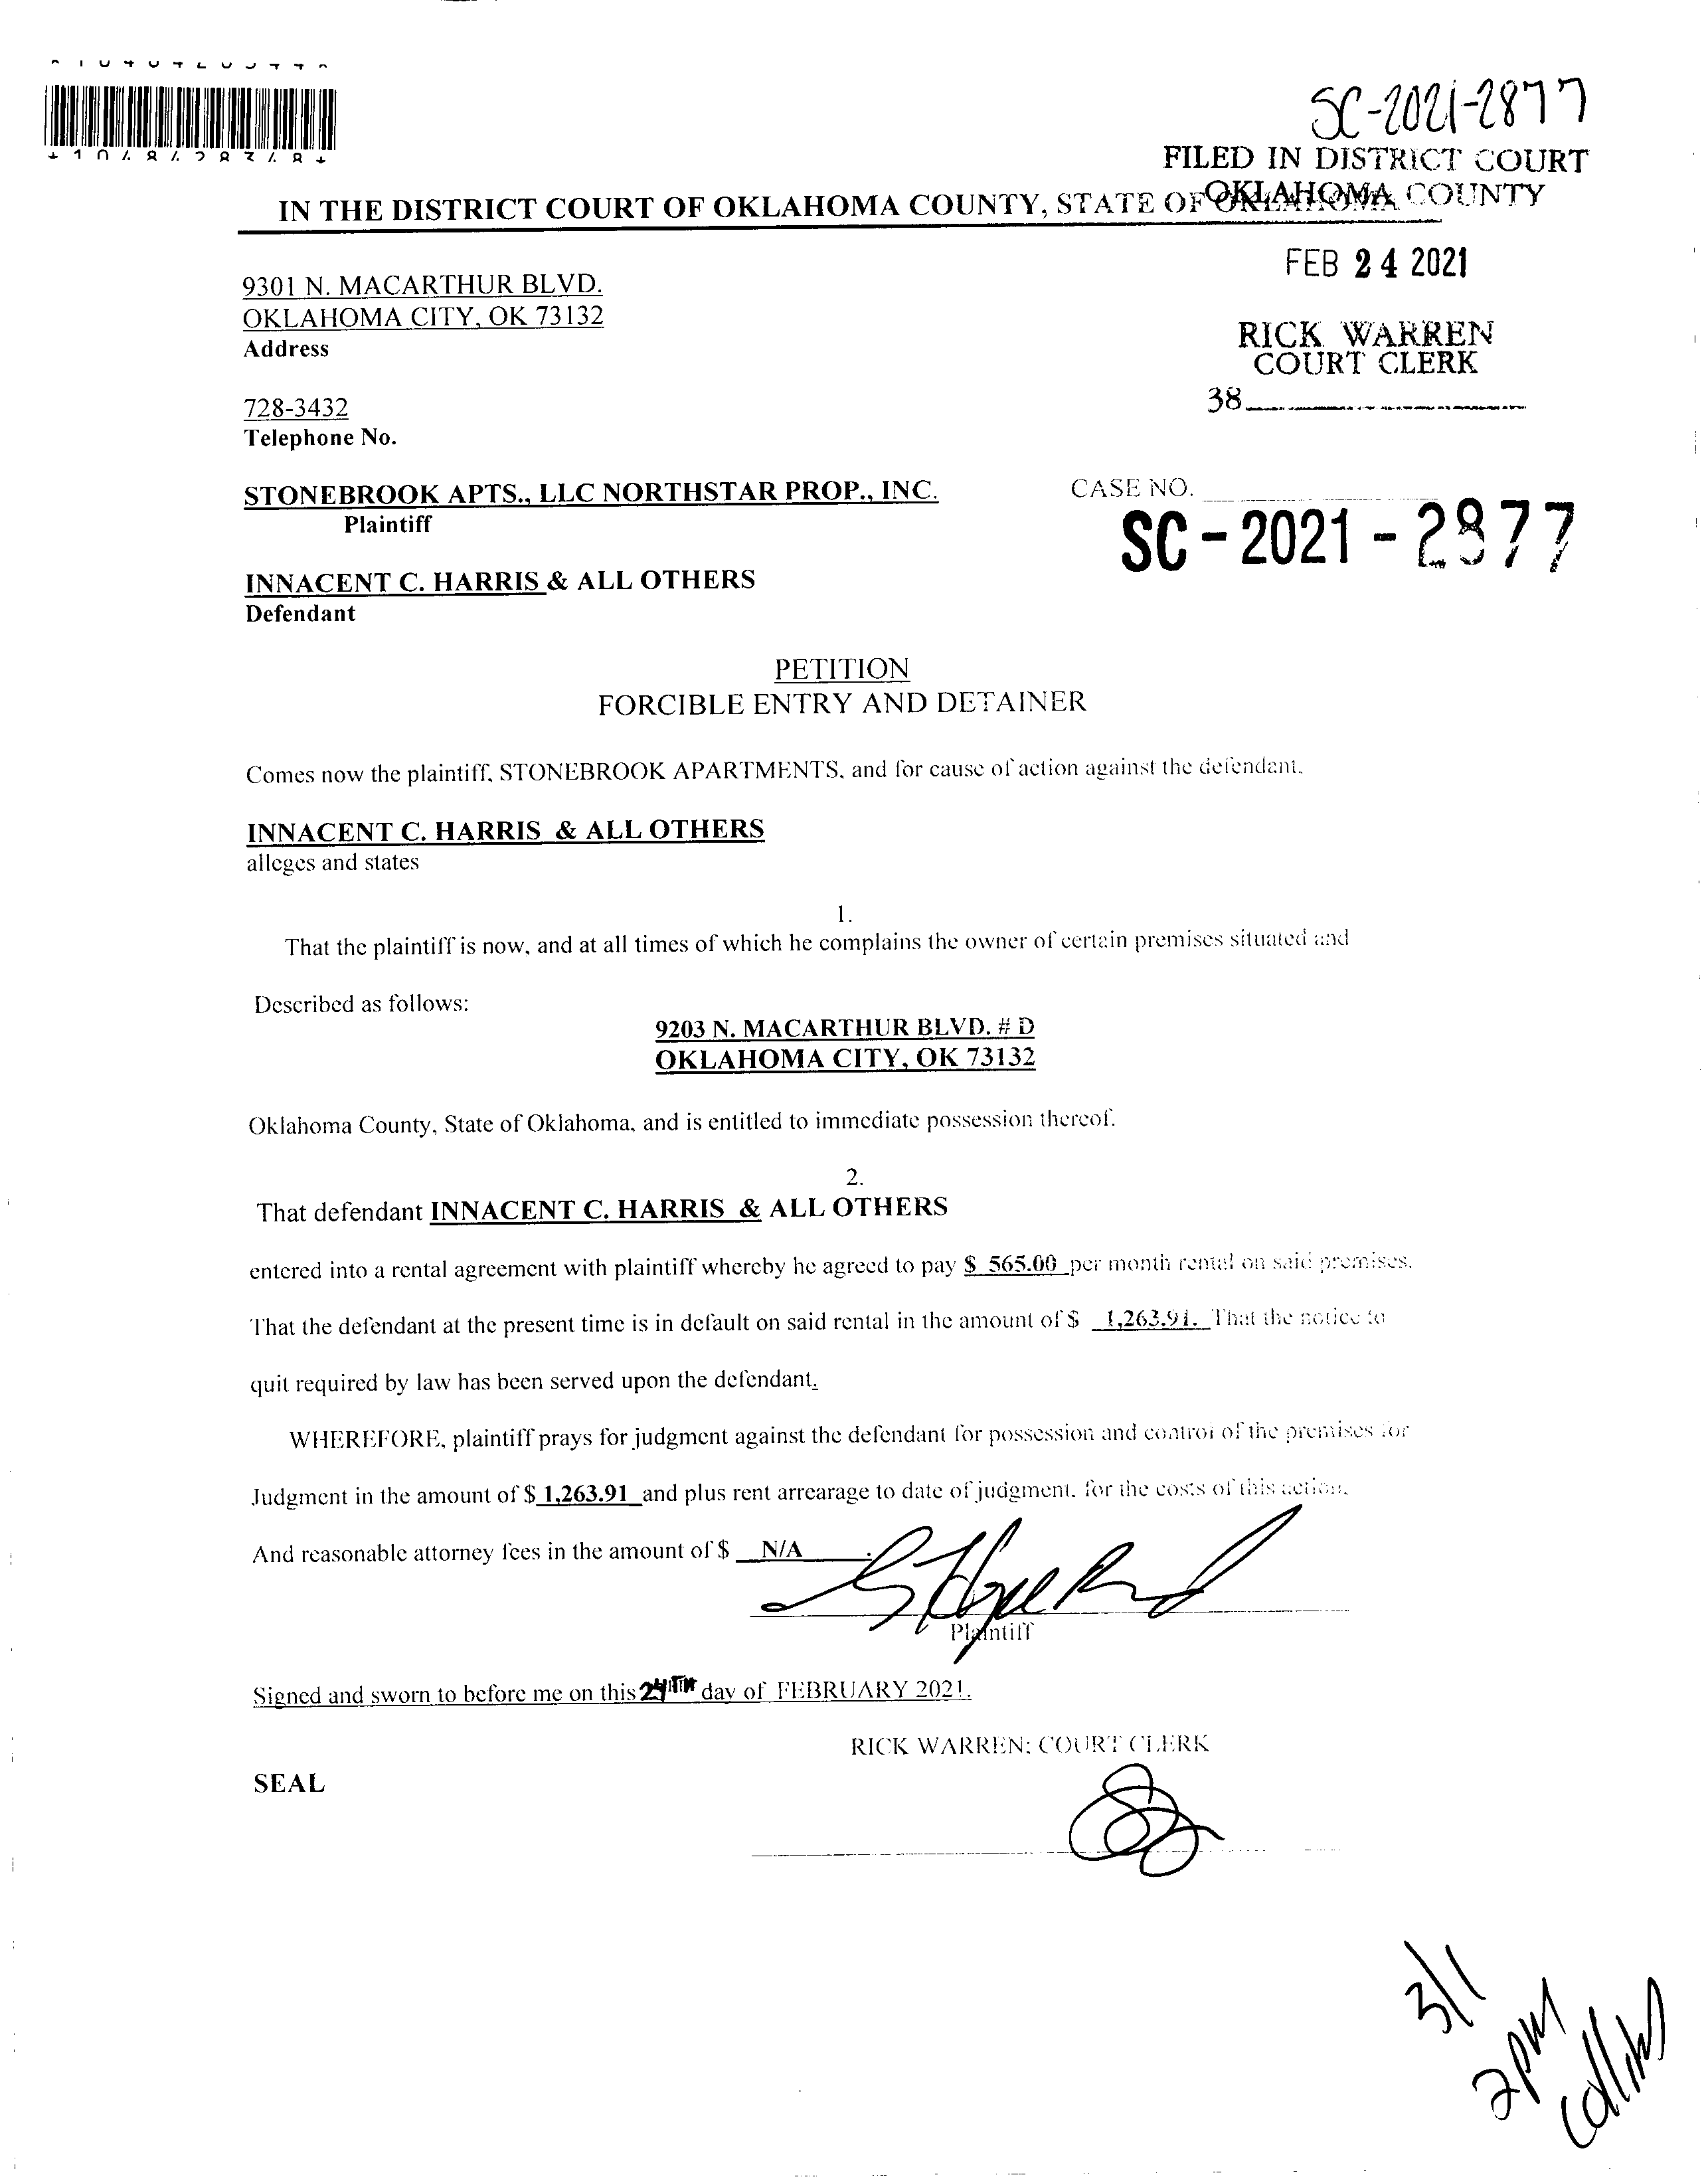 SC-2021-2877
FILED IN DISTRICT COURT
OKLAHOMA COUNTY
IN THE DISTRICT COURT OF OKLAHOMA COUNTY, STATE OF OKLAHOMA
FEB 24 2021
9301 N. MACARTHUR BLVD.
OKLAHOMA CITY, OK 73132
Address
RICK WARREN
COURT CLERK
38
728-3432
Telephone No.
STONEBROOK APTS., LLC NORTHSTAR PROP., INC.
Plaintiff
CASE NO.
SC - 2021 - 2877
INNACENT C. HARRIS & ALL OTHERS
Defendant
PETITION
FORCIBLE ENTRY AND DETAINER
Comes now the plaintiff, STONEBROOK APARTMENTS, and for cause of action against the defendant,
INNACENT C. HARRIS & ALL OTHERS
alleges and states
1.
That the plaintiff is now, and at all times of which he complains the owner of certain premises situated and
Described as follows:
9203 N. MACARTHUR BLVD. # D
OKLAHOMA CITY, OK 73132
Oklahoma County, State of Oklahoma, and is entitled to immediate possession thereof.
2.
That defendant INNACENT C. HARRIS & ALL OTHERS
entered into a rental agreement with plaintiff whereby he agreed to pay $ 565.00 per month rental on said premises.
That the defendant at the present time is in default on said rental in the amount of $ 1,263.91. That the notice to
quit required by law has been served upon the defendant.
WHEREFORE, plaintiff prays for judgment against the defendant for possession and control of the premises for
Judgment in the amount of $ 1,263.91 and plus rent arrearage to date of judgment, for the costs of this action,
And reasonable attorney fees in the amount of $ N/A .
Plaintiff
Signed and sworn to before me on this 24TH day of FEBRUARY 2021.
RICK WARREN: COURT CLERK
SEAL
3/1
2pm
Collins